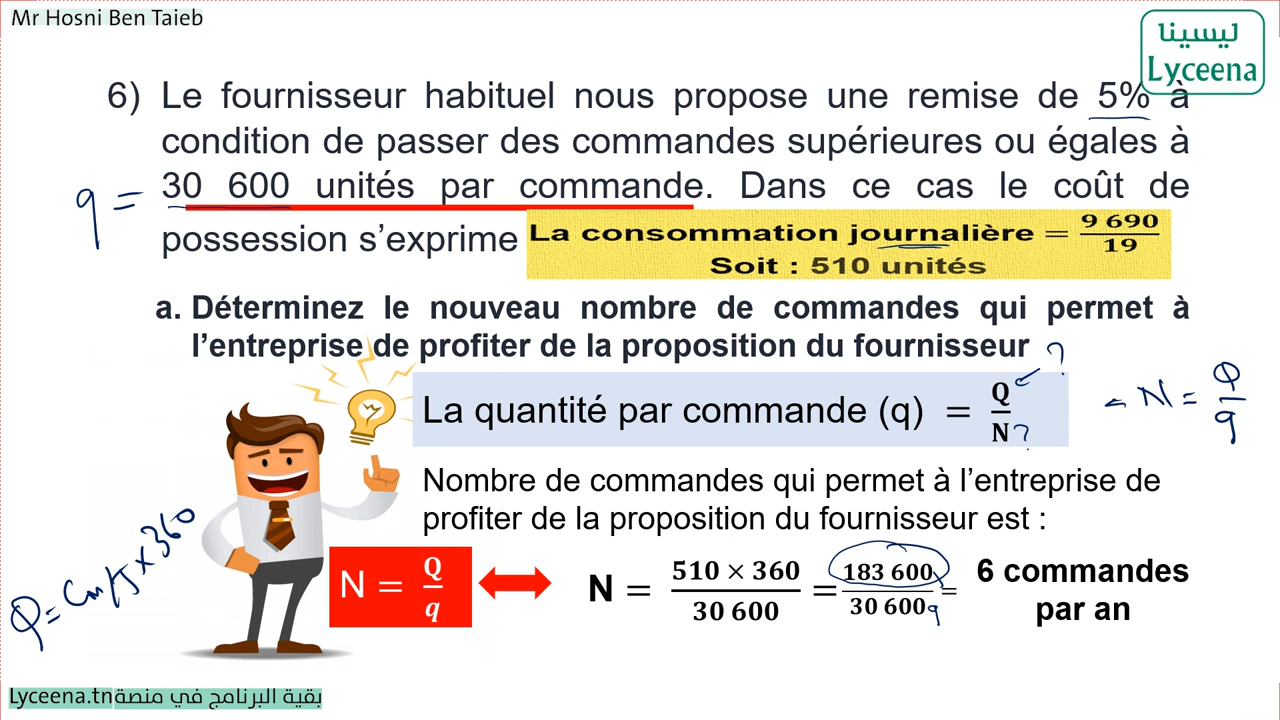 Mr Hosni Ben Taieb
ليسينا
Lyceena
6) Le fournisseur habituel nous propose une remise de 5% à
condition de passer des commandes supérieures ou égales à
q = 30 600 unités par commande. Dans ce cas le coût de
possession s’exprime
La consommation journalière = 9 690 / 19
Soit : 510 unités
a. Déterminez le nouveau nombre de commandes qui permet à
l’entreprise de profiter de la proposition du fournisseur
?
La quantité par commande (q) = Q / N ?
N = Q / q
Nombre de commandes qui permet à l’entreprise de
profiter de la proposition du fournisseur est :
N = Q / q
N = 510 × 360 / 30 600 = 183 600 / 30 600 q = 6 commandes
par an
Q = Cm/J x 360
Lyceena.tn بقية البرنامج في منصة